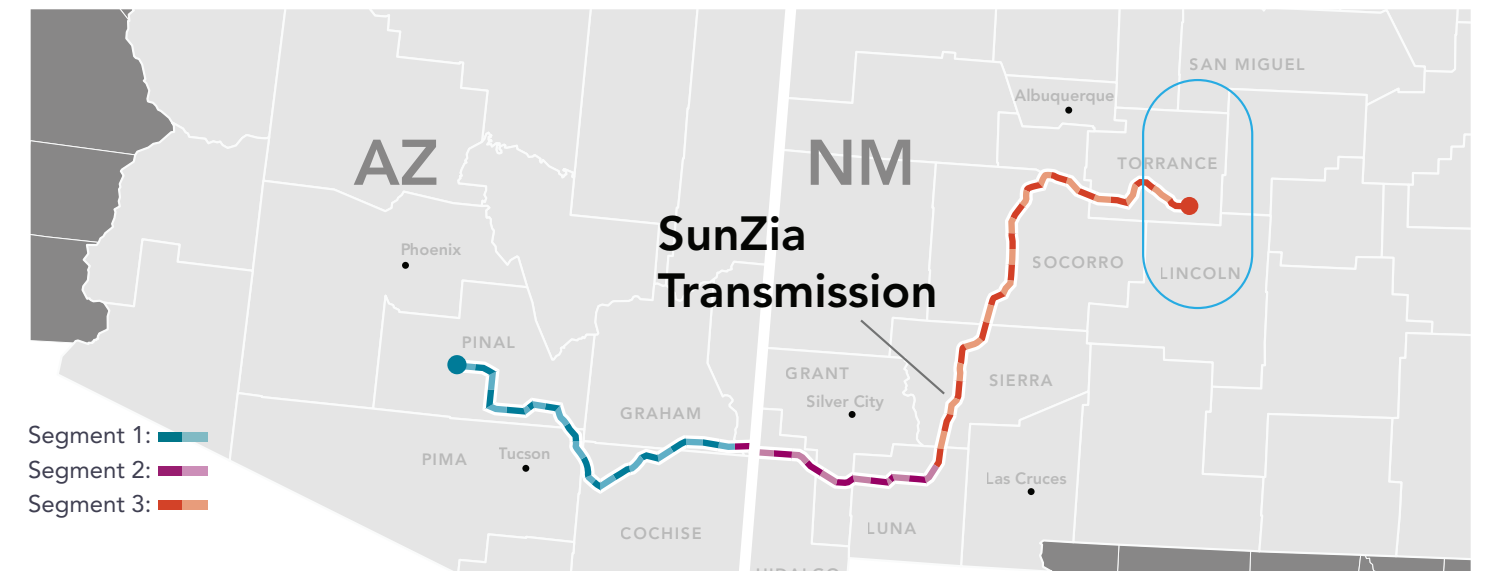 SAN MIGUEL
Albuquerque
AZ
NM
TORRANCE
SunZia
Transmission
Phoenix
SOCORRO
LINCOLN
PINAL
GRANT
SIERRA
Silver City
GRAHAM
Segment 1:
Segment 2:
Segment 3:
PIMA
Tucson
Las Cruces
COCHISE
LUNA
HIDALGO